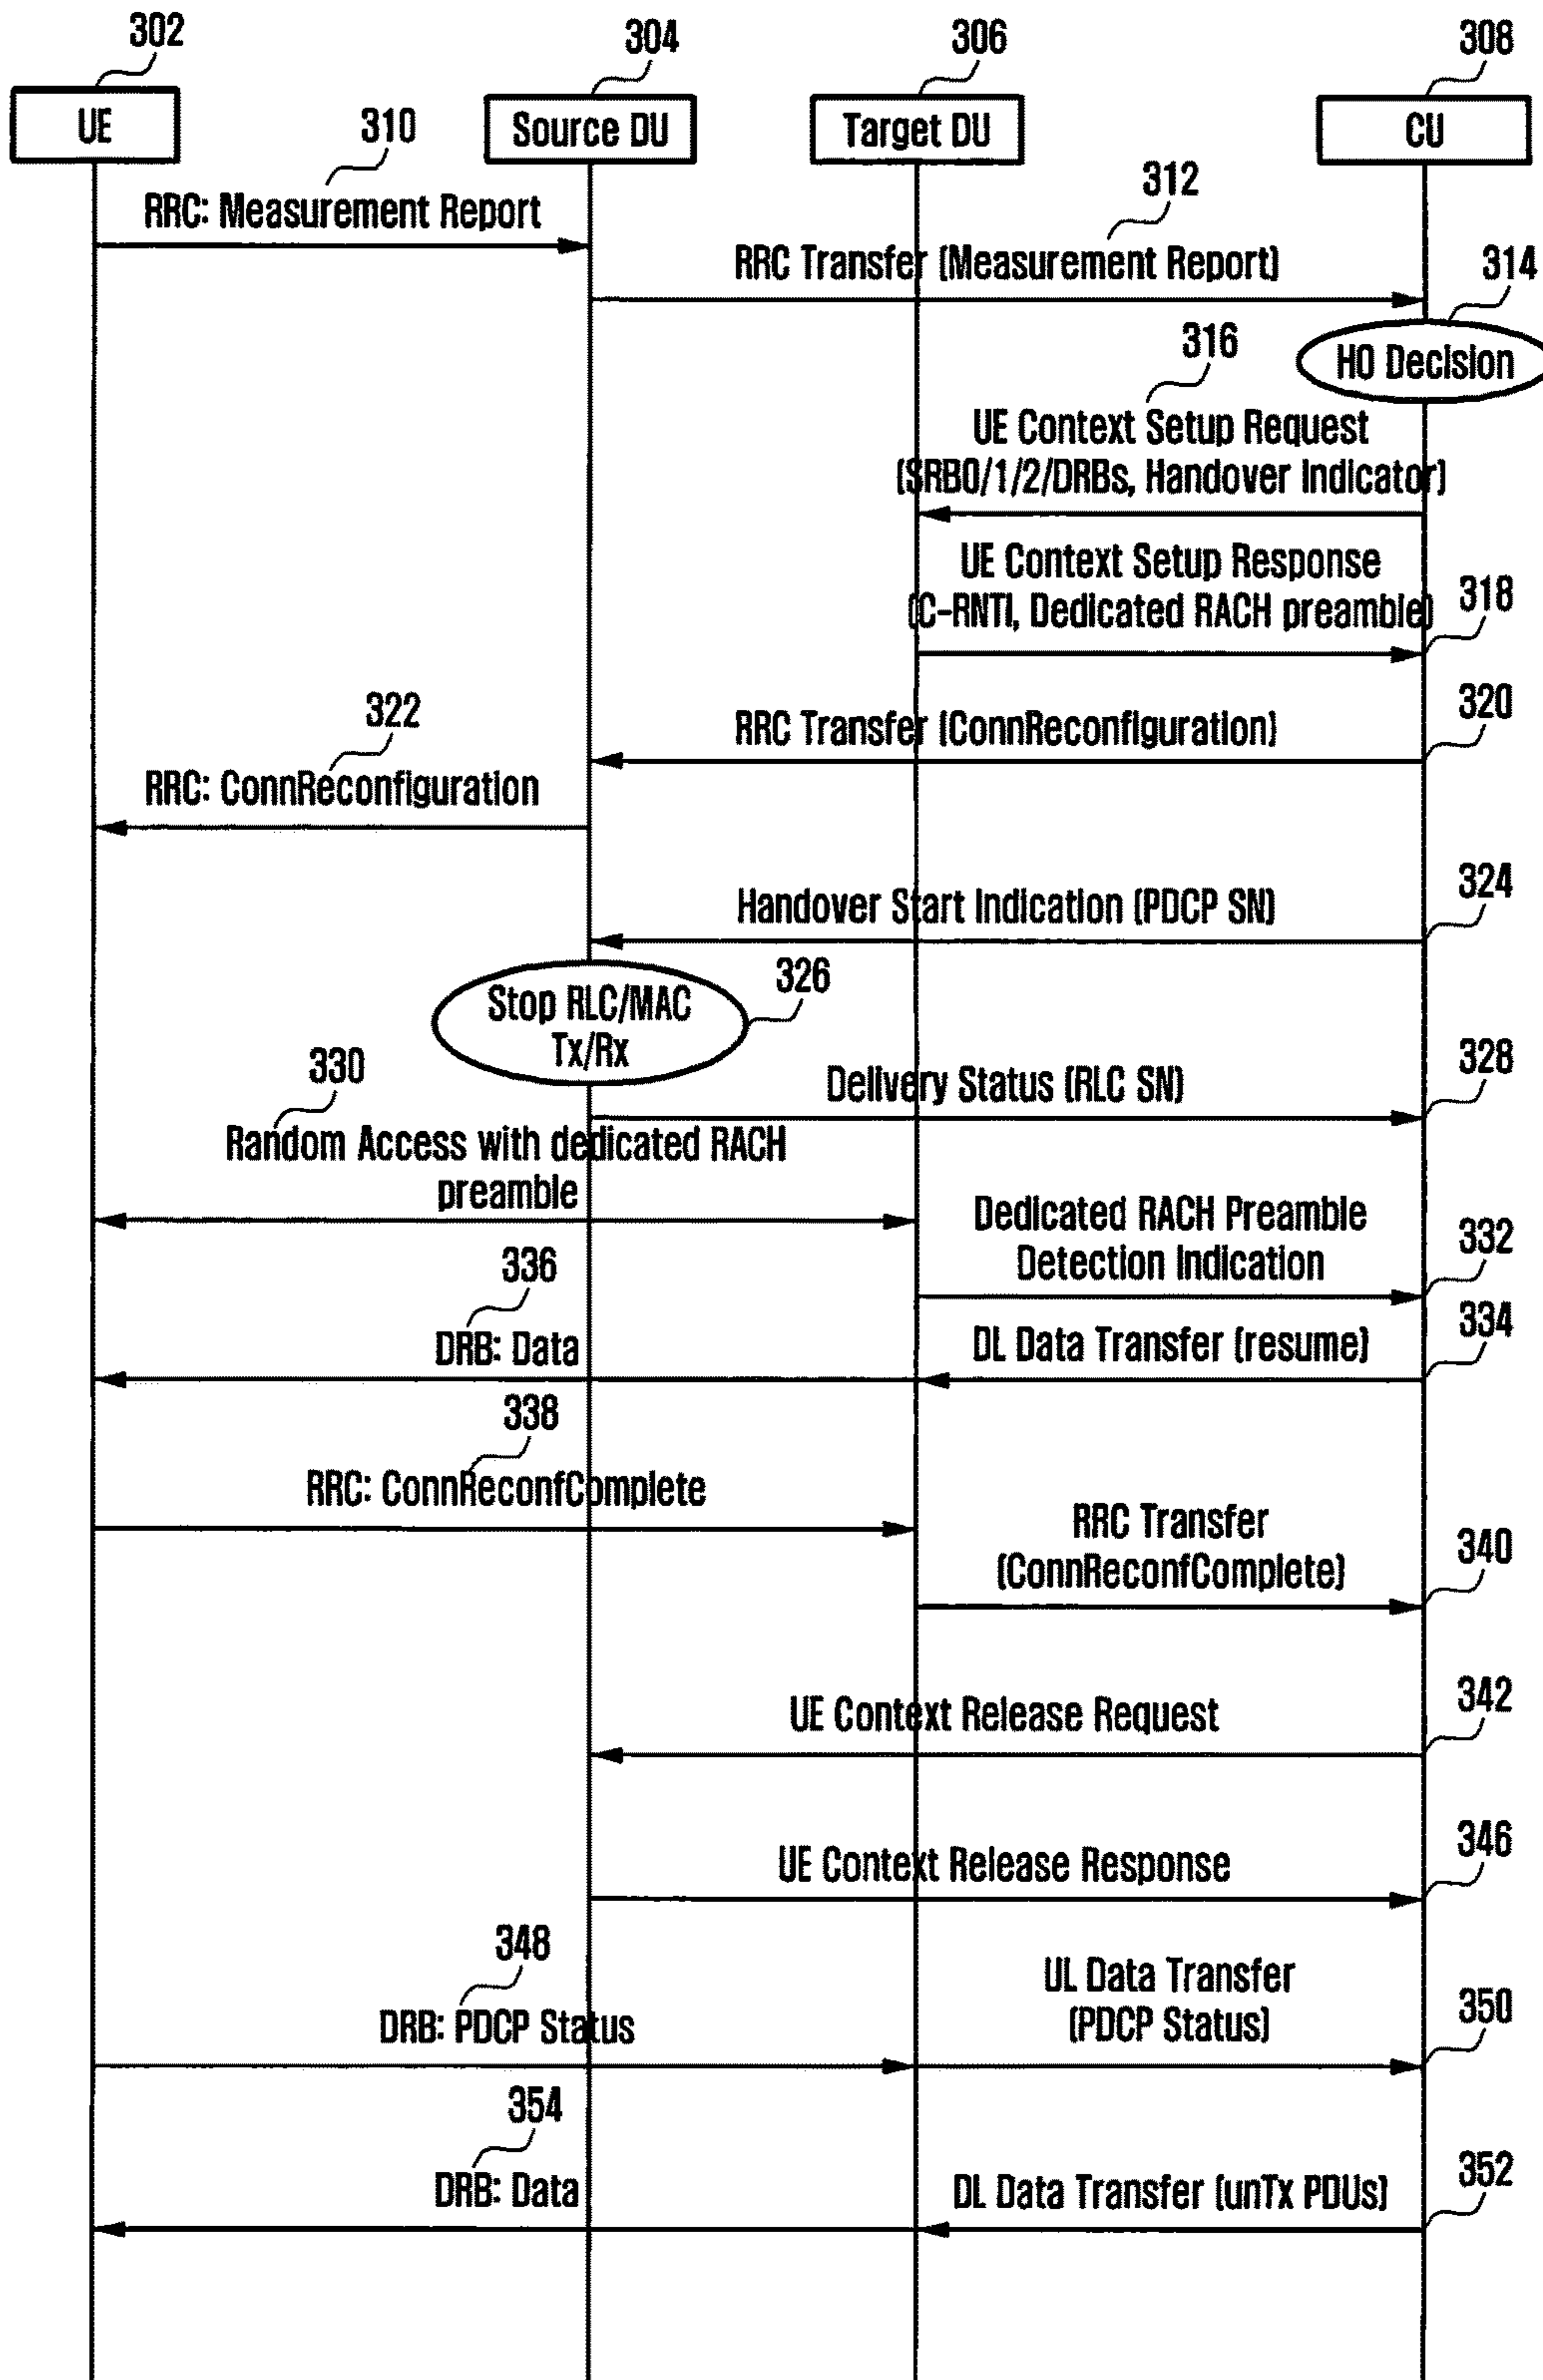 302
304
306
308
UE
Source DU
Target DU
CU
310
RRC: Measurement Report
312
RRC Transfer (Measurement Report)
314
HO Decision
316
UE Context Setup Request
(SRB0/1/2/DRBs, Handover Indicator)
UE Context Setup Response
(C-RNTI, Dedicated RACH preamble)
318
320
RRC Transfer (ConnReconfiguration)
322
RRC: ConnReconfiguration
324
Handover Start Indication (PDCP SN)
326
Stop RLC/MAC
Tx/Rx
328
Delivery Status (RLC SN)
330
Random Access with dedicated RACH
preamble
Dedicated RACH Preamble
Detection Indication
332
334
DL Data Transfer (resume)
336
DRB: Data
338
RRC: ConnReconfComplete
RRC Transfer
(ConnReconfComplete)
340
342
UE Context Release Request
346
UE Context Release Response
348
DRB: PDCP Status
UL Data Transfer
(PDCP Status)
350
354
DRB: Data
352
DL Data Transfer (unTx PDUs)